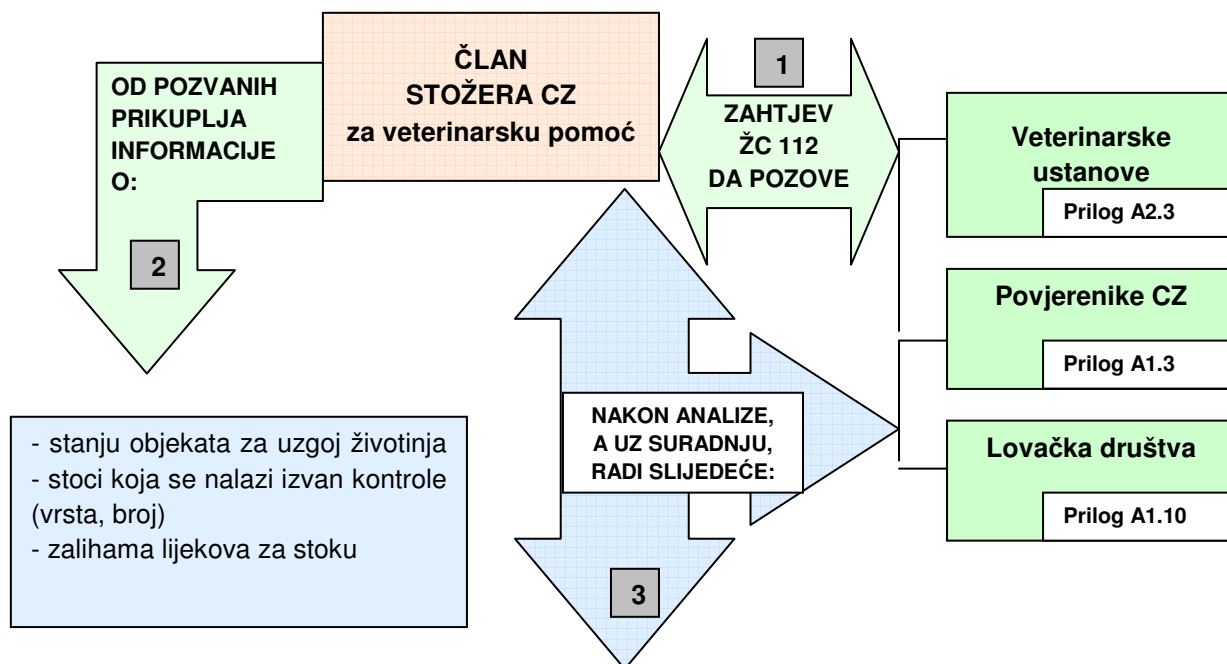 ČLAN
STOŽERA CZ
za veterinarsku pomoć
1
ZAHTJEV
ŽC 112
DA POZOVE
OD POZVANIH
PRIKUPLJA
INFORMACIJE
O:
2
- stanju objekata za uzgoj životinja
- stoci koja se nalazi izvan kontrole
(vrsta, broj)
- zalihama lijekova za stoku
NAKON ANALIZE,
A UZ SURADNJU,
RADI SLIJEDEĆE:
3
Veterinarske
ustanove
Prilog A2.3
Povjerenike CZ
Prilog A1.3
Lovačka društva
Prilog A1.10